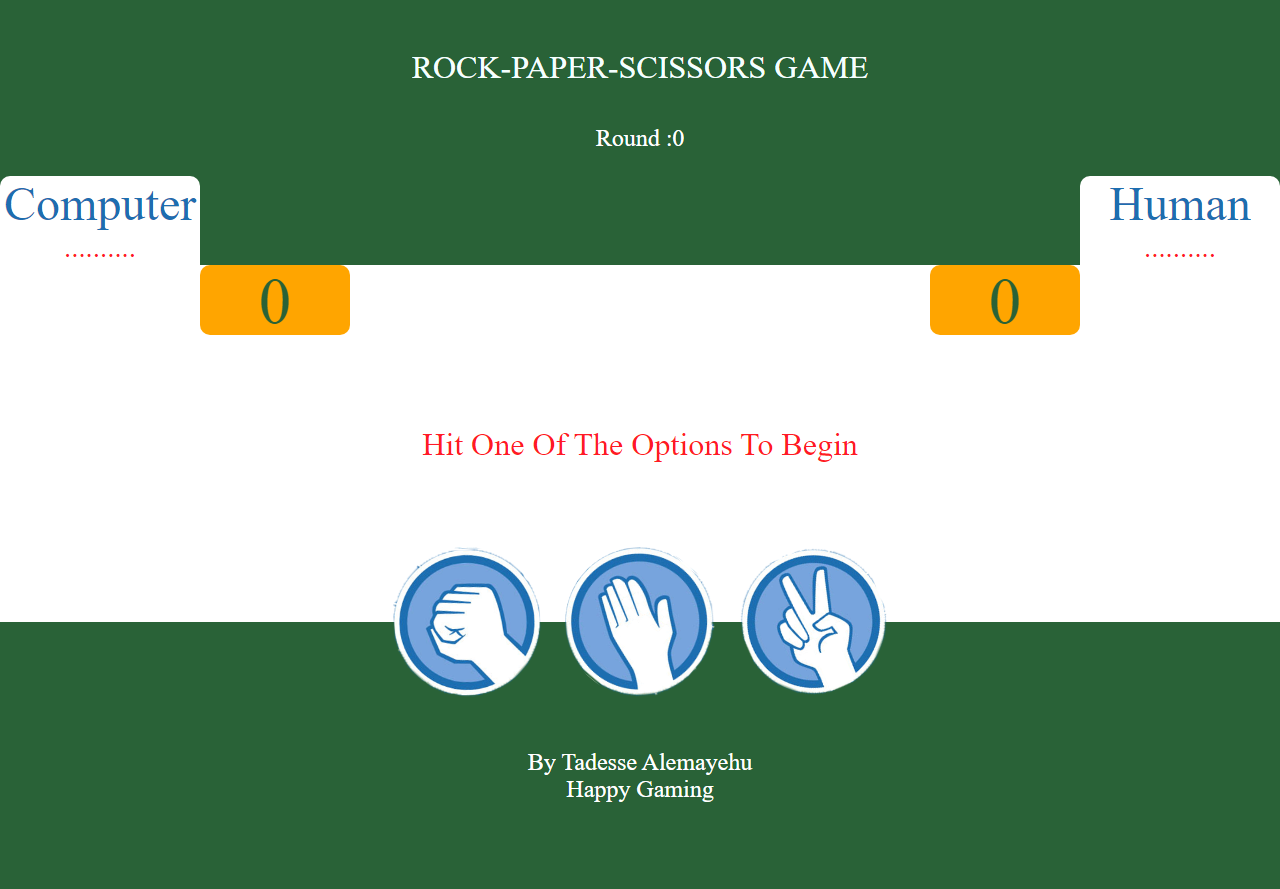 ROCK-PAPER-SCISSORS GAME
Round :0
Computer
..........
Human
..........
0
0
Hit One Of The Options To Begin
By Tadesse Alemayehu
Happy Gaming